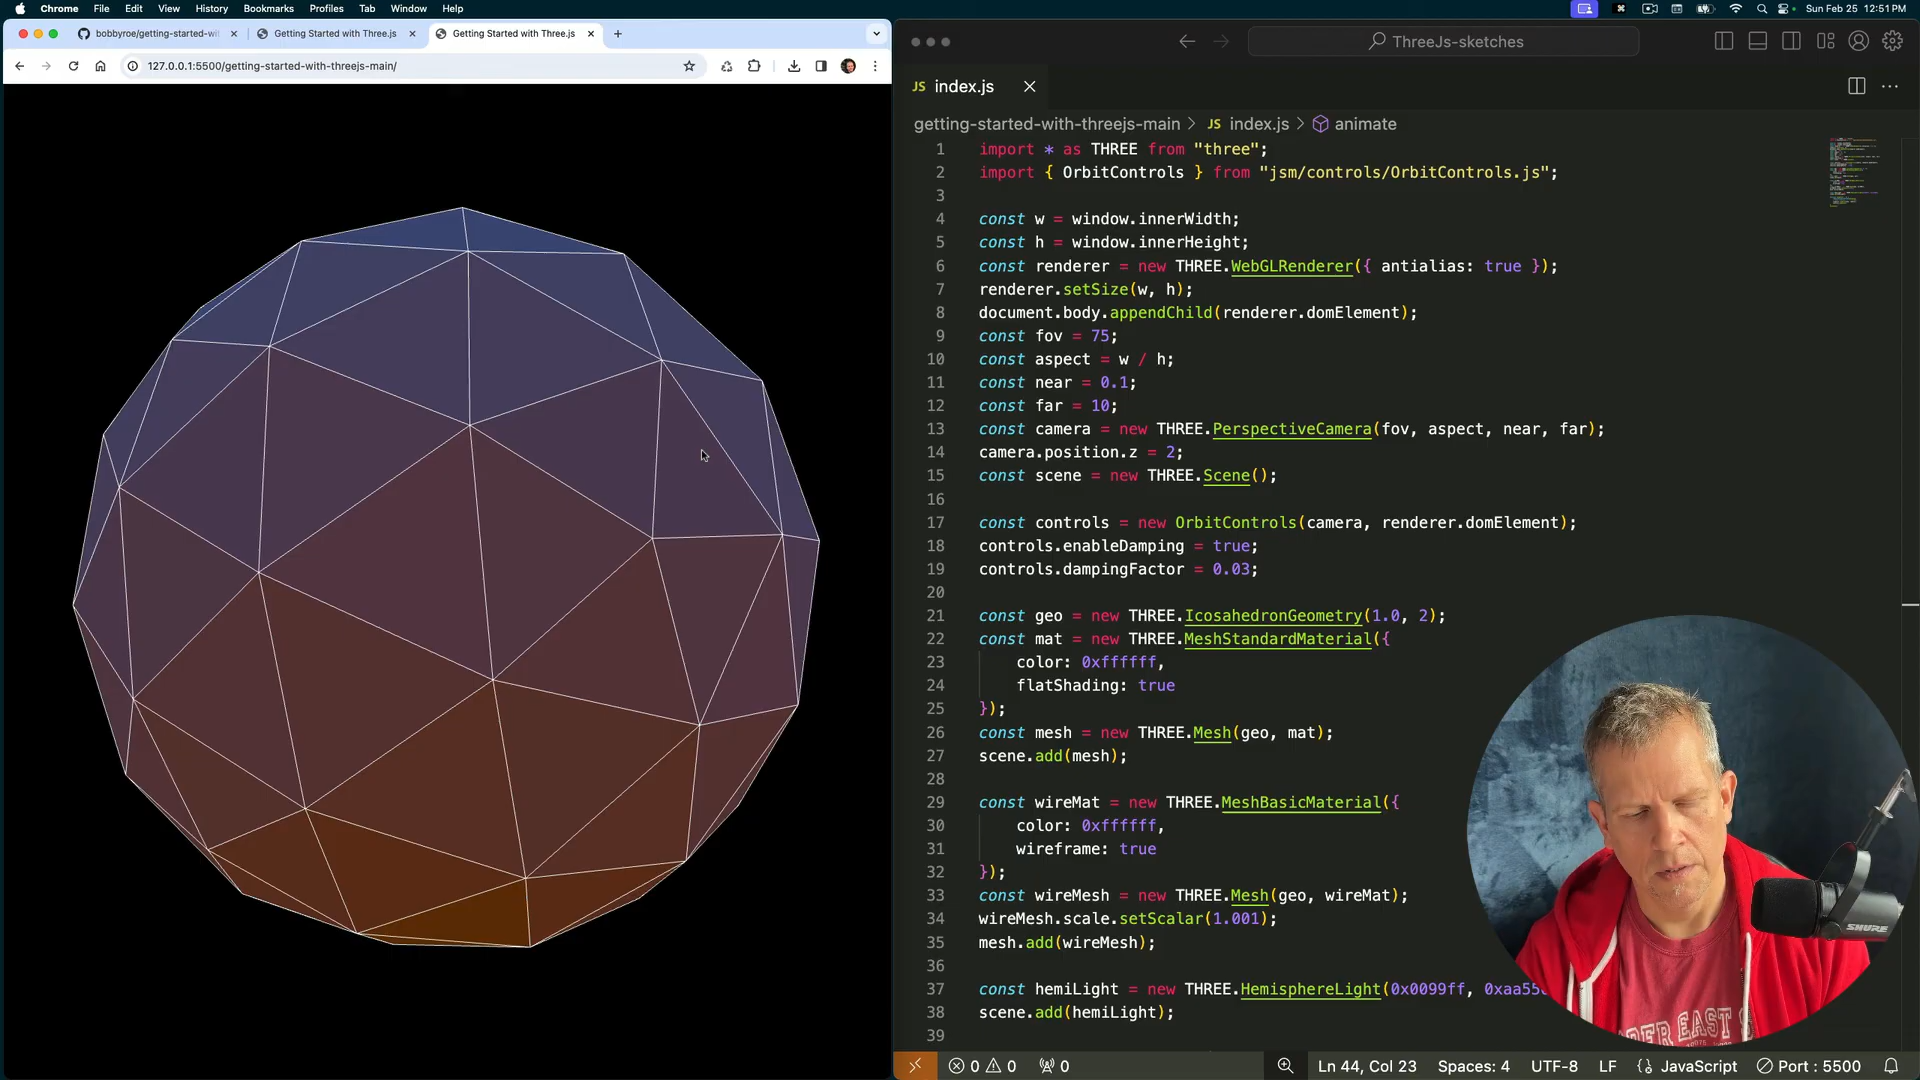 Chrome File Edit View History Bookmarks Profiles Tab Window Help Sun Feb 25 12:51 PM
bobbyroe/getting-started-wi Getting Started with Three.js Getting Started with Three.js
127.0.0.1:5500/getting-started-with-threejs-main/
ThreeJs-sketches
JS index.js
getting-started-with-threejs-main > JS index.js > animate
1 import * as THREE from "three";
2 import { OrbitControls } from "jsm/controls/OrbitControls.js";
3
4 const w = window.innerWidth;
5 const h = window.innerHeight;
6 const renderer = new THREE.WebGLRenderer({ antialias: true });
7 renderer.setSize(w, h);
8 document.body.appendChild(renderer.domElement);
9 const fov = 75;
10 const aspect = w / h;
11 const near = 0.1;
12 const far = 10;
13 const camera = new THREE.PerspectiveCamera(fov, aspect, near, far);
14 camera.position.z = 2;
15 const scene = new THREE.Scene();
16
17 const controls = new OrbitControls(camera, renderer.domElement);
18 controls.enableDamping = true;
19 controls.dampingFactor = 0.03;
20
21 const geo = new THREE.IcosahedronGeometry(1.0, 2);
22 const mat = new THREE.MeshStandardMaterial({
23 color: 0xffffff,
24 flatShading: true
25 });
26 const mesh = new THREE.Mesh(geo, mat);
27 scene.add(mesh);
28
29 const wireMat = new THREE.MeshBasicMaterial({
30 color: 0xffffff,
31 wireframe: true
32 });
33 const wireMesh = new THREE.Mesh(geo, wireMat);
34 wireMesh.scale.setScalar(1.001);
35 mesh.add(wireMesh);
36
37 const hemiLight = new THREE.HemisphereLight(0x0099ff, 0xaa55
38 scene.add(hemiLight);
39
SHURE
EAST
0 0 0 Ln 44, Col 23 Spaces: 4 UTF-8 LF {} JavaScript Port : 5500